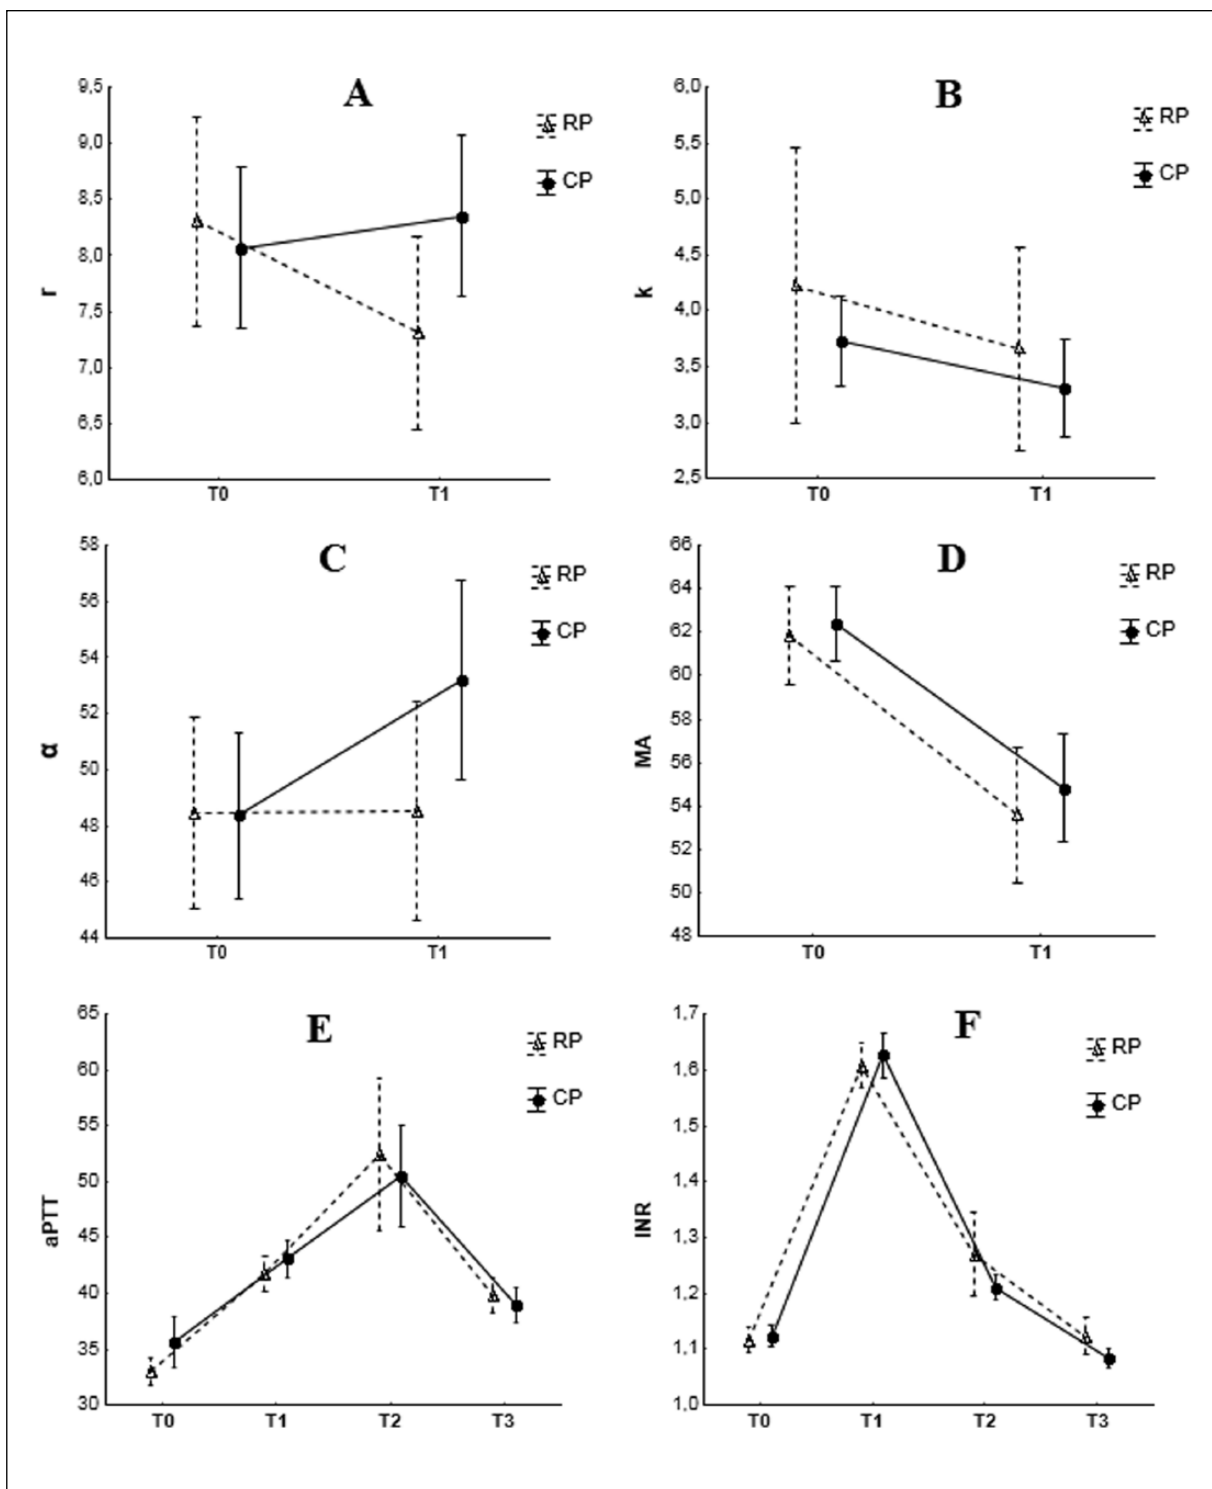 A
9,5
9,0
8,5
8,0
7,5
7,0
6,5
6,0
r
T0
T1
RP
CP
B
6,0
5,5
5,0
4,5
4,0
3,5
3,0
2,5
k
T0
T1
RP
CP
C
58
56
54
52
50
48
46
44
α
T0
T1
RP
CP
D
66
64
62
60
58
56
54
52
50
48
MA
T0
T1
RP
CP
E
65
60
55
50
45
40
35
30
aPTT
T0
T1
T2
T3
RP
CP
F
1,7
1,6
1,5
1,4
1,3
1,2
1,1
1,0
INR
T0
T1
T2
T3
RP
CP